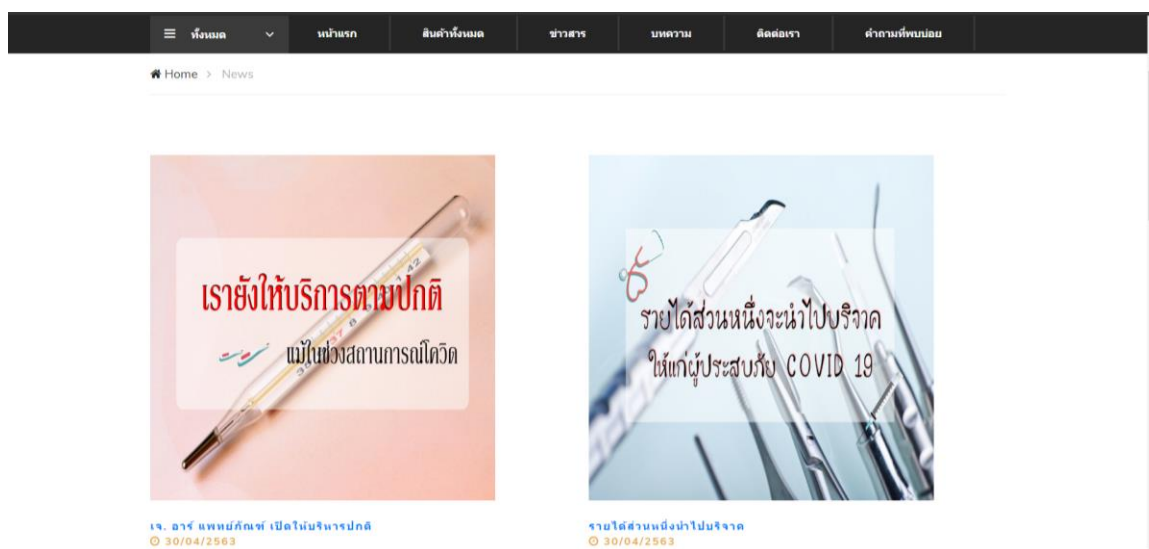 ทั้งหมด หน้าแรก สินค้าทั้งหมด ข่าวสาร บทความ ติดต่อเรา คำถามที่พบบ่อย
Home > News
เรายังให้บริการตามปกติ
แม้ในช่วงสถานการณ์โควิด
รายได้ส่วนหนึ่งจะนำไปบริจาค
ให้แก่ผู้ประสบภัย COVID 19
เจ. อาร์ แพทย์ภัณฑ์ เปิดให้บริหารปกติ
30/04/2563
รายได้ส่วนหนึ่งนำไปบริจาค
30/04/2563